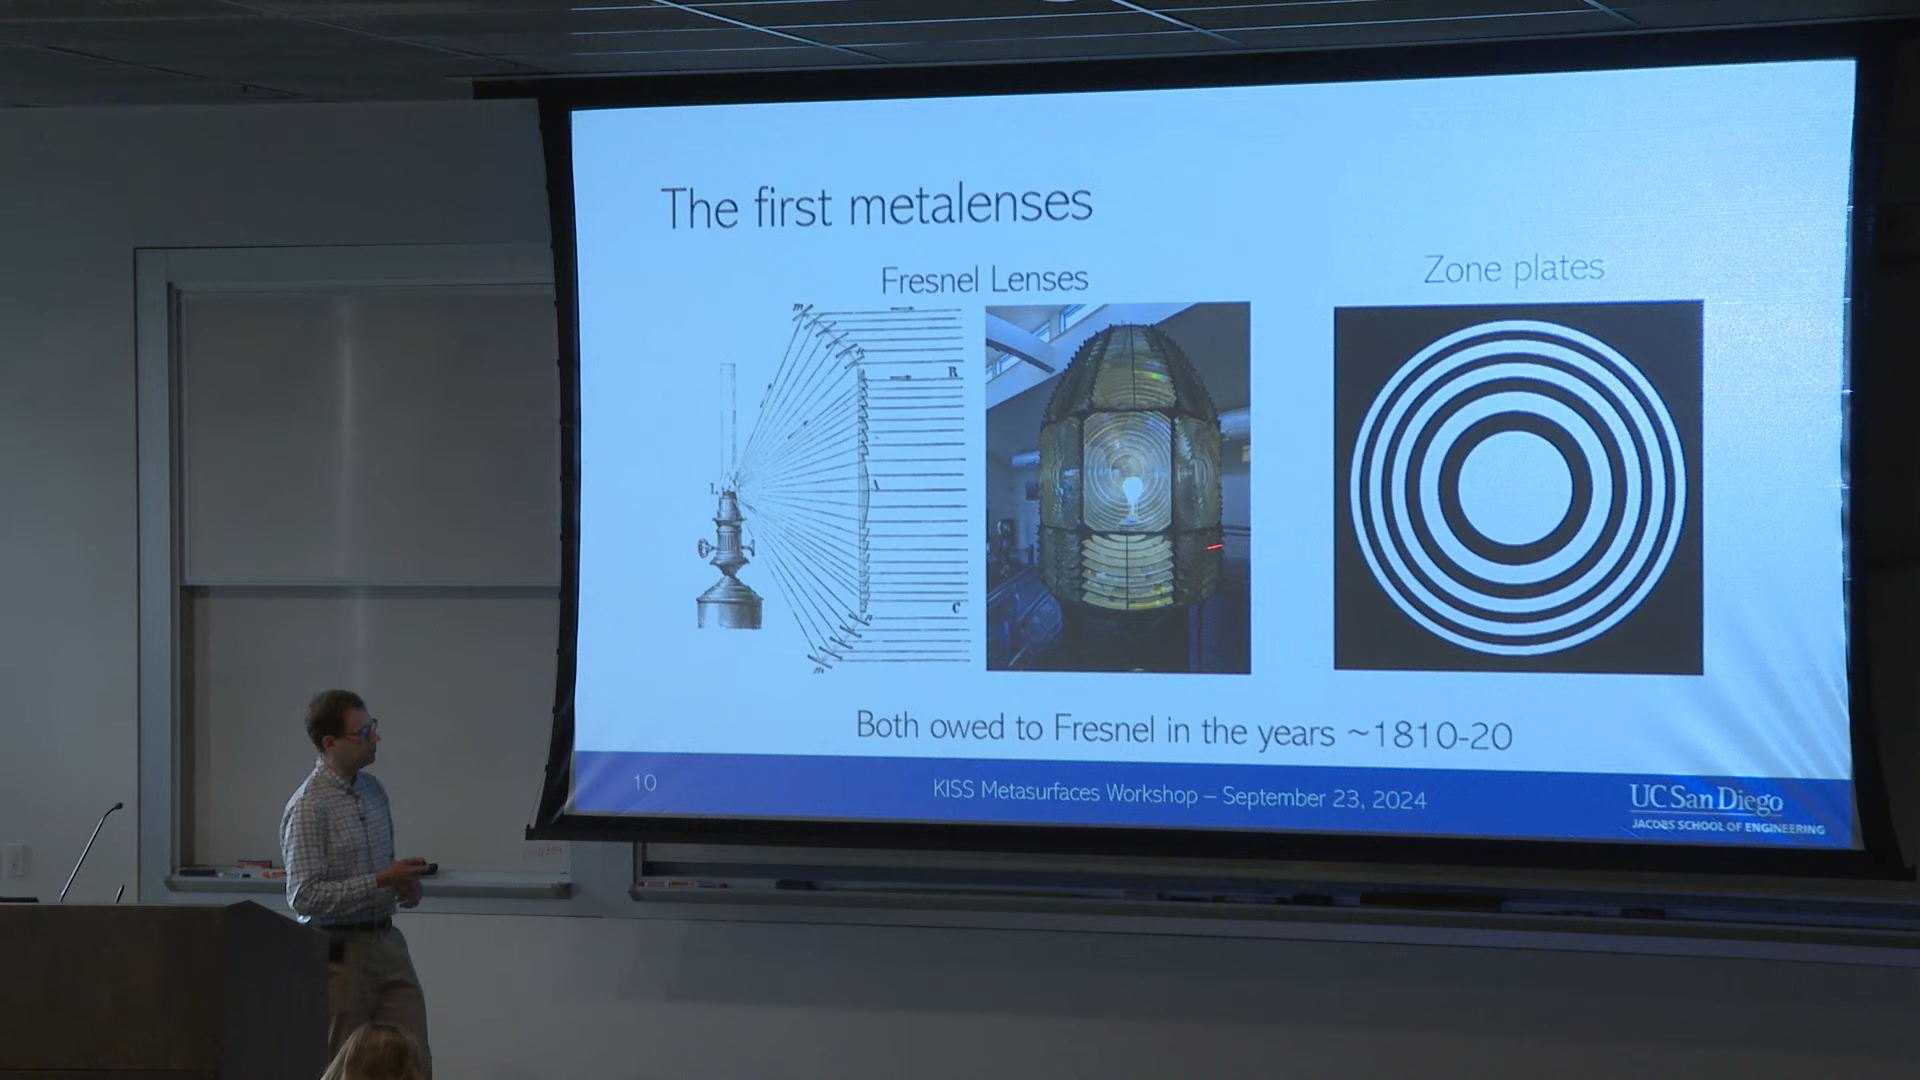 The first metalenses
Fresnel Lenses
Zone plates
m
n
B
A
L
C
n
m
Both owed to Fresnel in the years ~1810-20
10
KISS Metasurfaces Workshop – September 23, 2024
UC San Diego
JACOBS SCHOOL OF ENGINEERING